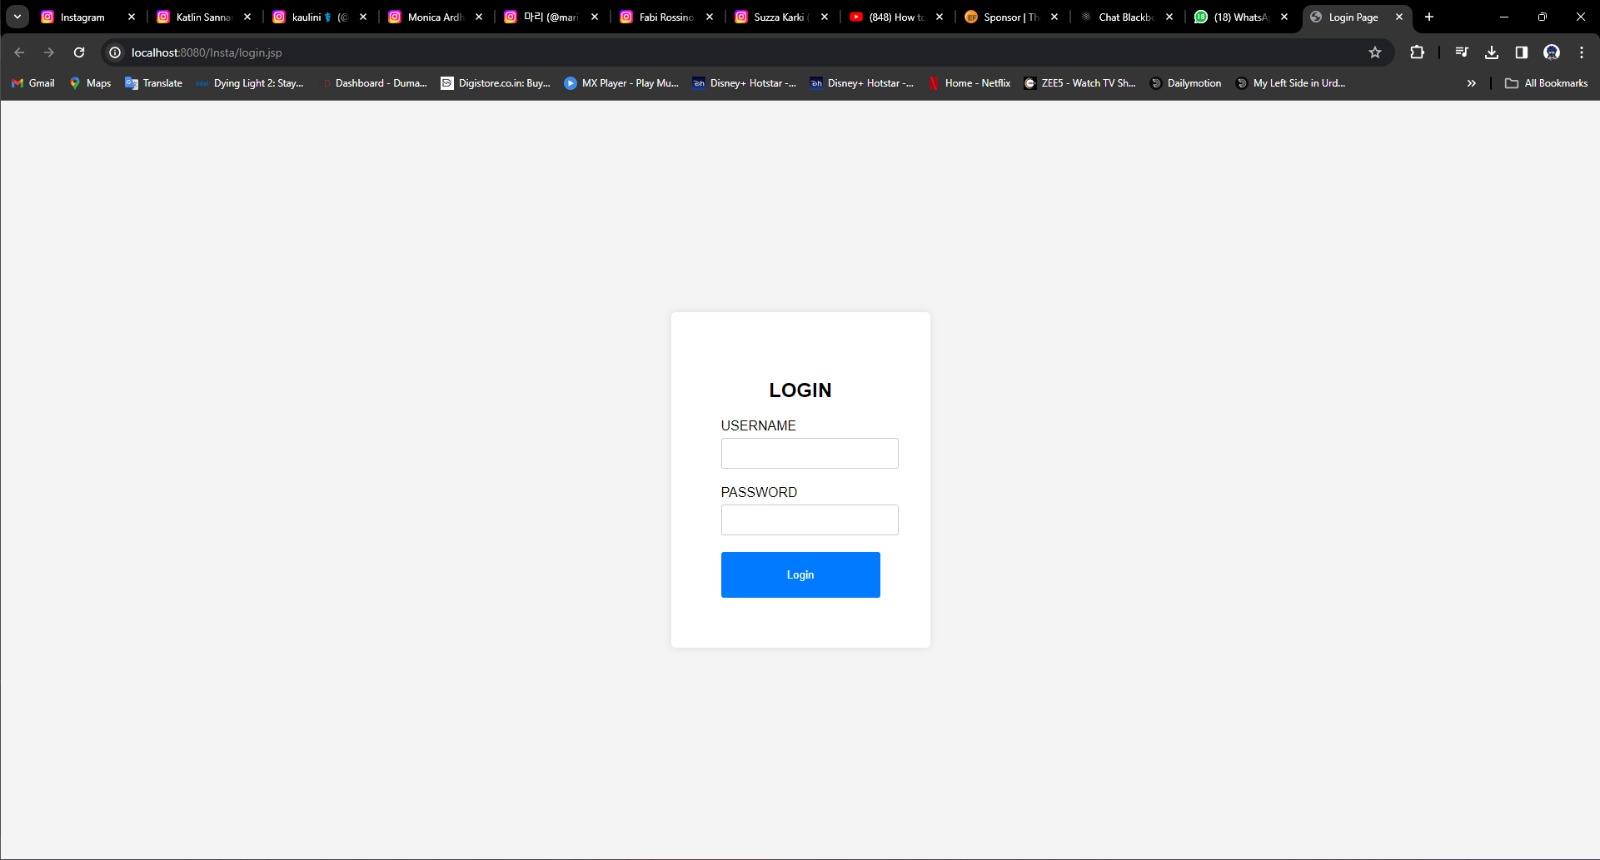 Instagram Katlin Sanna kaulini (@ Monica Ardh 마리 (@mari Fabi Rossino Suzza Karki ( (848) How to Sponsor | Th Chat Blackbo (18) WhatsA Login Page
localhost:8080/Insta/login.jsp
Gmail Maps Translate Dying Light 2: Stay... Dashboard - Duma... Digistore.co.in: Buy... MX Player - Play Mu... Disney+ Hotstar -... Disney+ Hotstar -... Home - Netflix ZEE5 - Watch TV Sh... Dailymotion My Left Side in Urd... » All Bookmarks
LOGIN
USERNAME
PASSWORD
Login